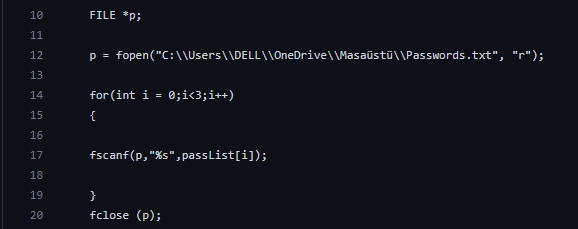 10 FILE *p;
11
12 p = fopen("C:\\Users\\DELL\\OneDrive\\Masaüstü\\Passwords.txt", "r");
13
14 for(int i = 0;i<3;i++)
15 {
16
17 fscanf(p,"%s",passList[i]);
18
19 }
20 fclose (p);